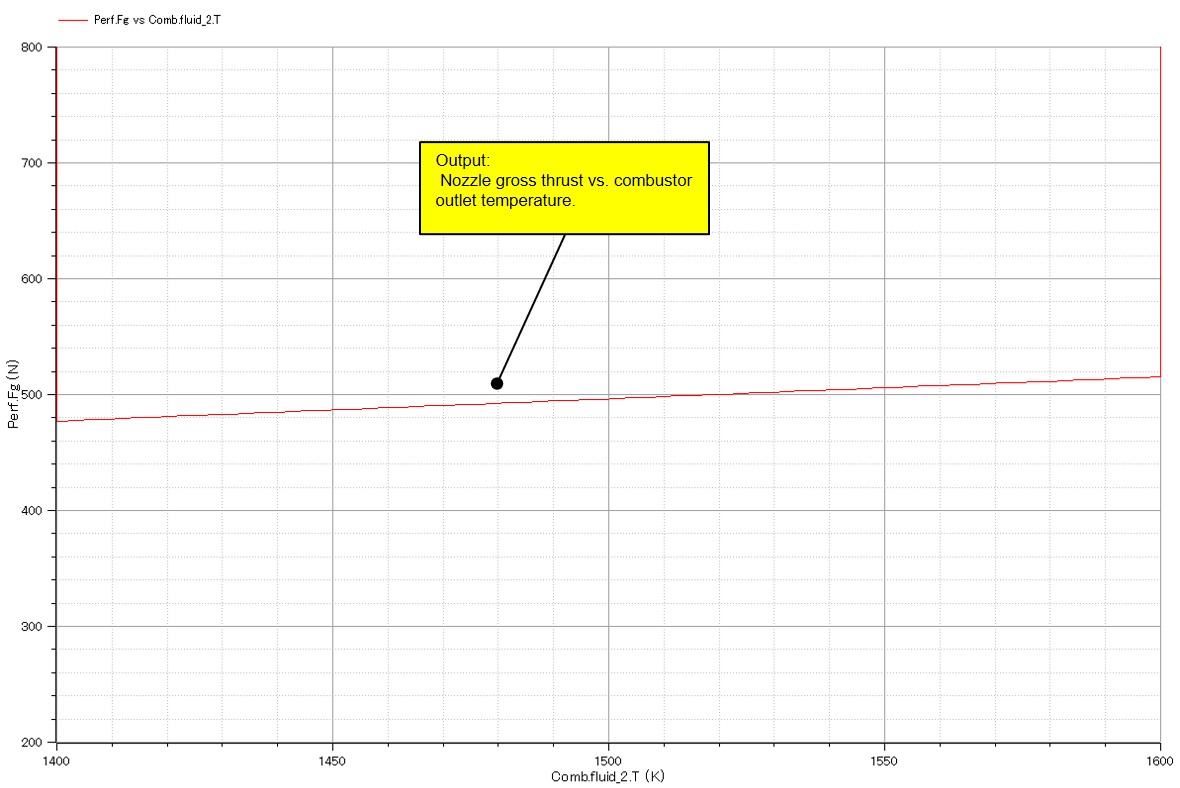 Perf.Fg vs Comb.fluid_2.T
800
700
600
500
400
300
200
Perf.Fg (N)
Output:
Nozzle gross thrust vs. combustor
outlet temperature.
1400
1450
1500
1550
1600
Comb.fluid_2.T (K)